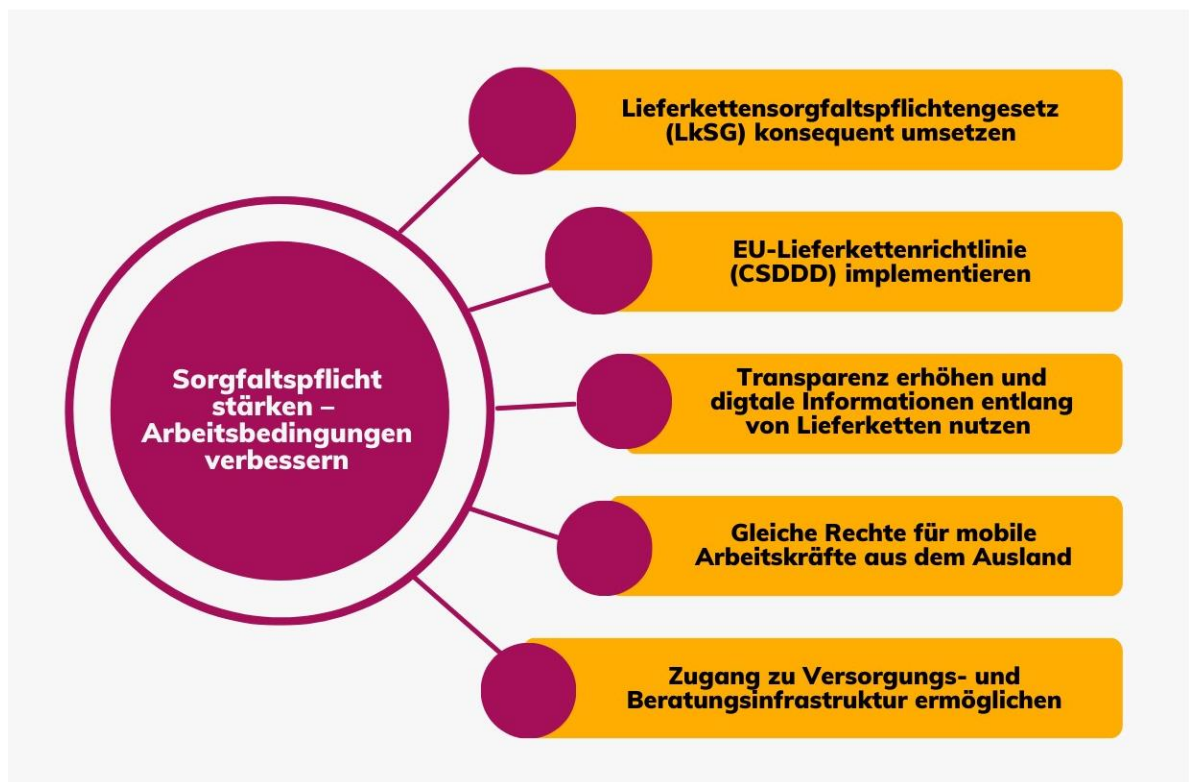 Lieferkettensorgfaltspflichtengesetz
(LkSG) konsequent umsetzen
EU-Lieferkettenrichtlinie
(CSDDD) implementieren
Sorgfaltspflicht
stärken –
Arbeitsbedingungen
verbessern
Transparenz erhöhen und
digtale Informationen entlang
von Lieferketten nutzen
Gleiche Rechte für mobile
Arbeitskräfte aus dem Ausland
Zugang zu Versorgungs- und
Beratungsinfrastruktur ermöglichen